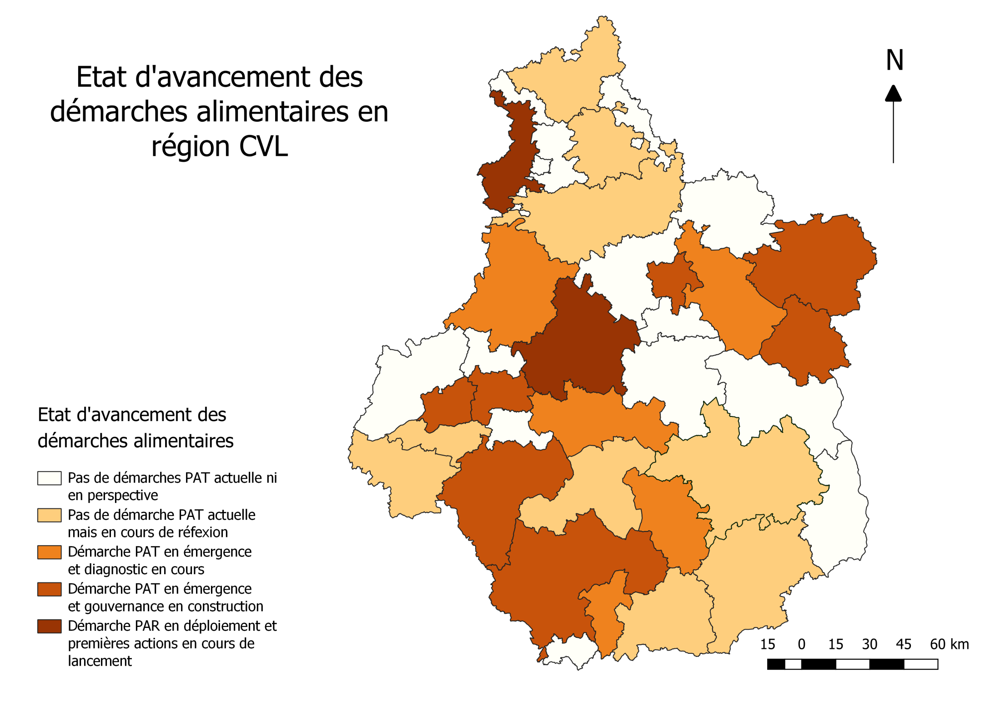 Etat d'avancement des
démarches alimentaires en
région CVL
N
Etat d'avancement des
démarches alimentaires
Pas de démarches PAT actuelle ni
en perspective
Pas de démarche PAT actuelle
mais en cours de réfexion
Démarche PAT en émergence
et diagnostic en cours
Démarche PAT en émergence
et gouvernance en construction
Démarche PAR en déploiement et
premières actions en cours de
lancement
15 0 15 30 45 60 km